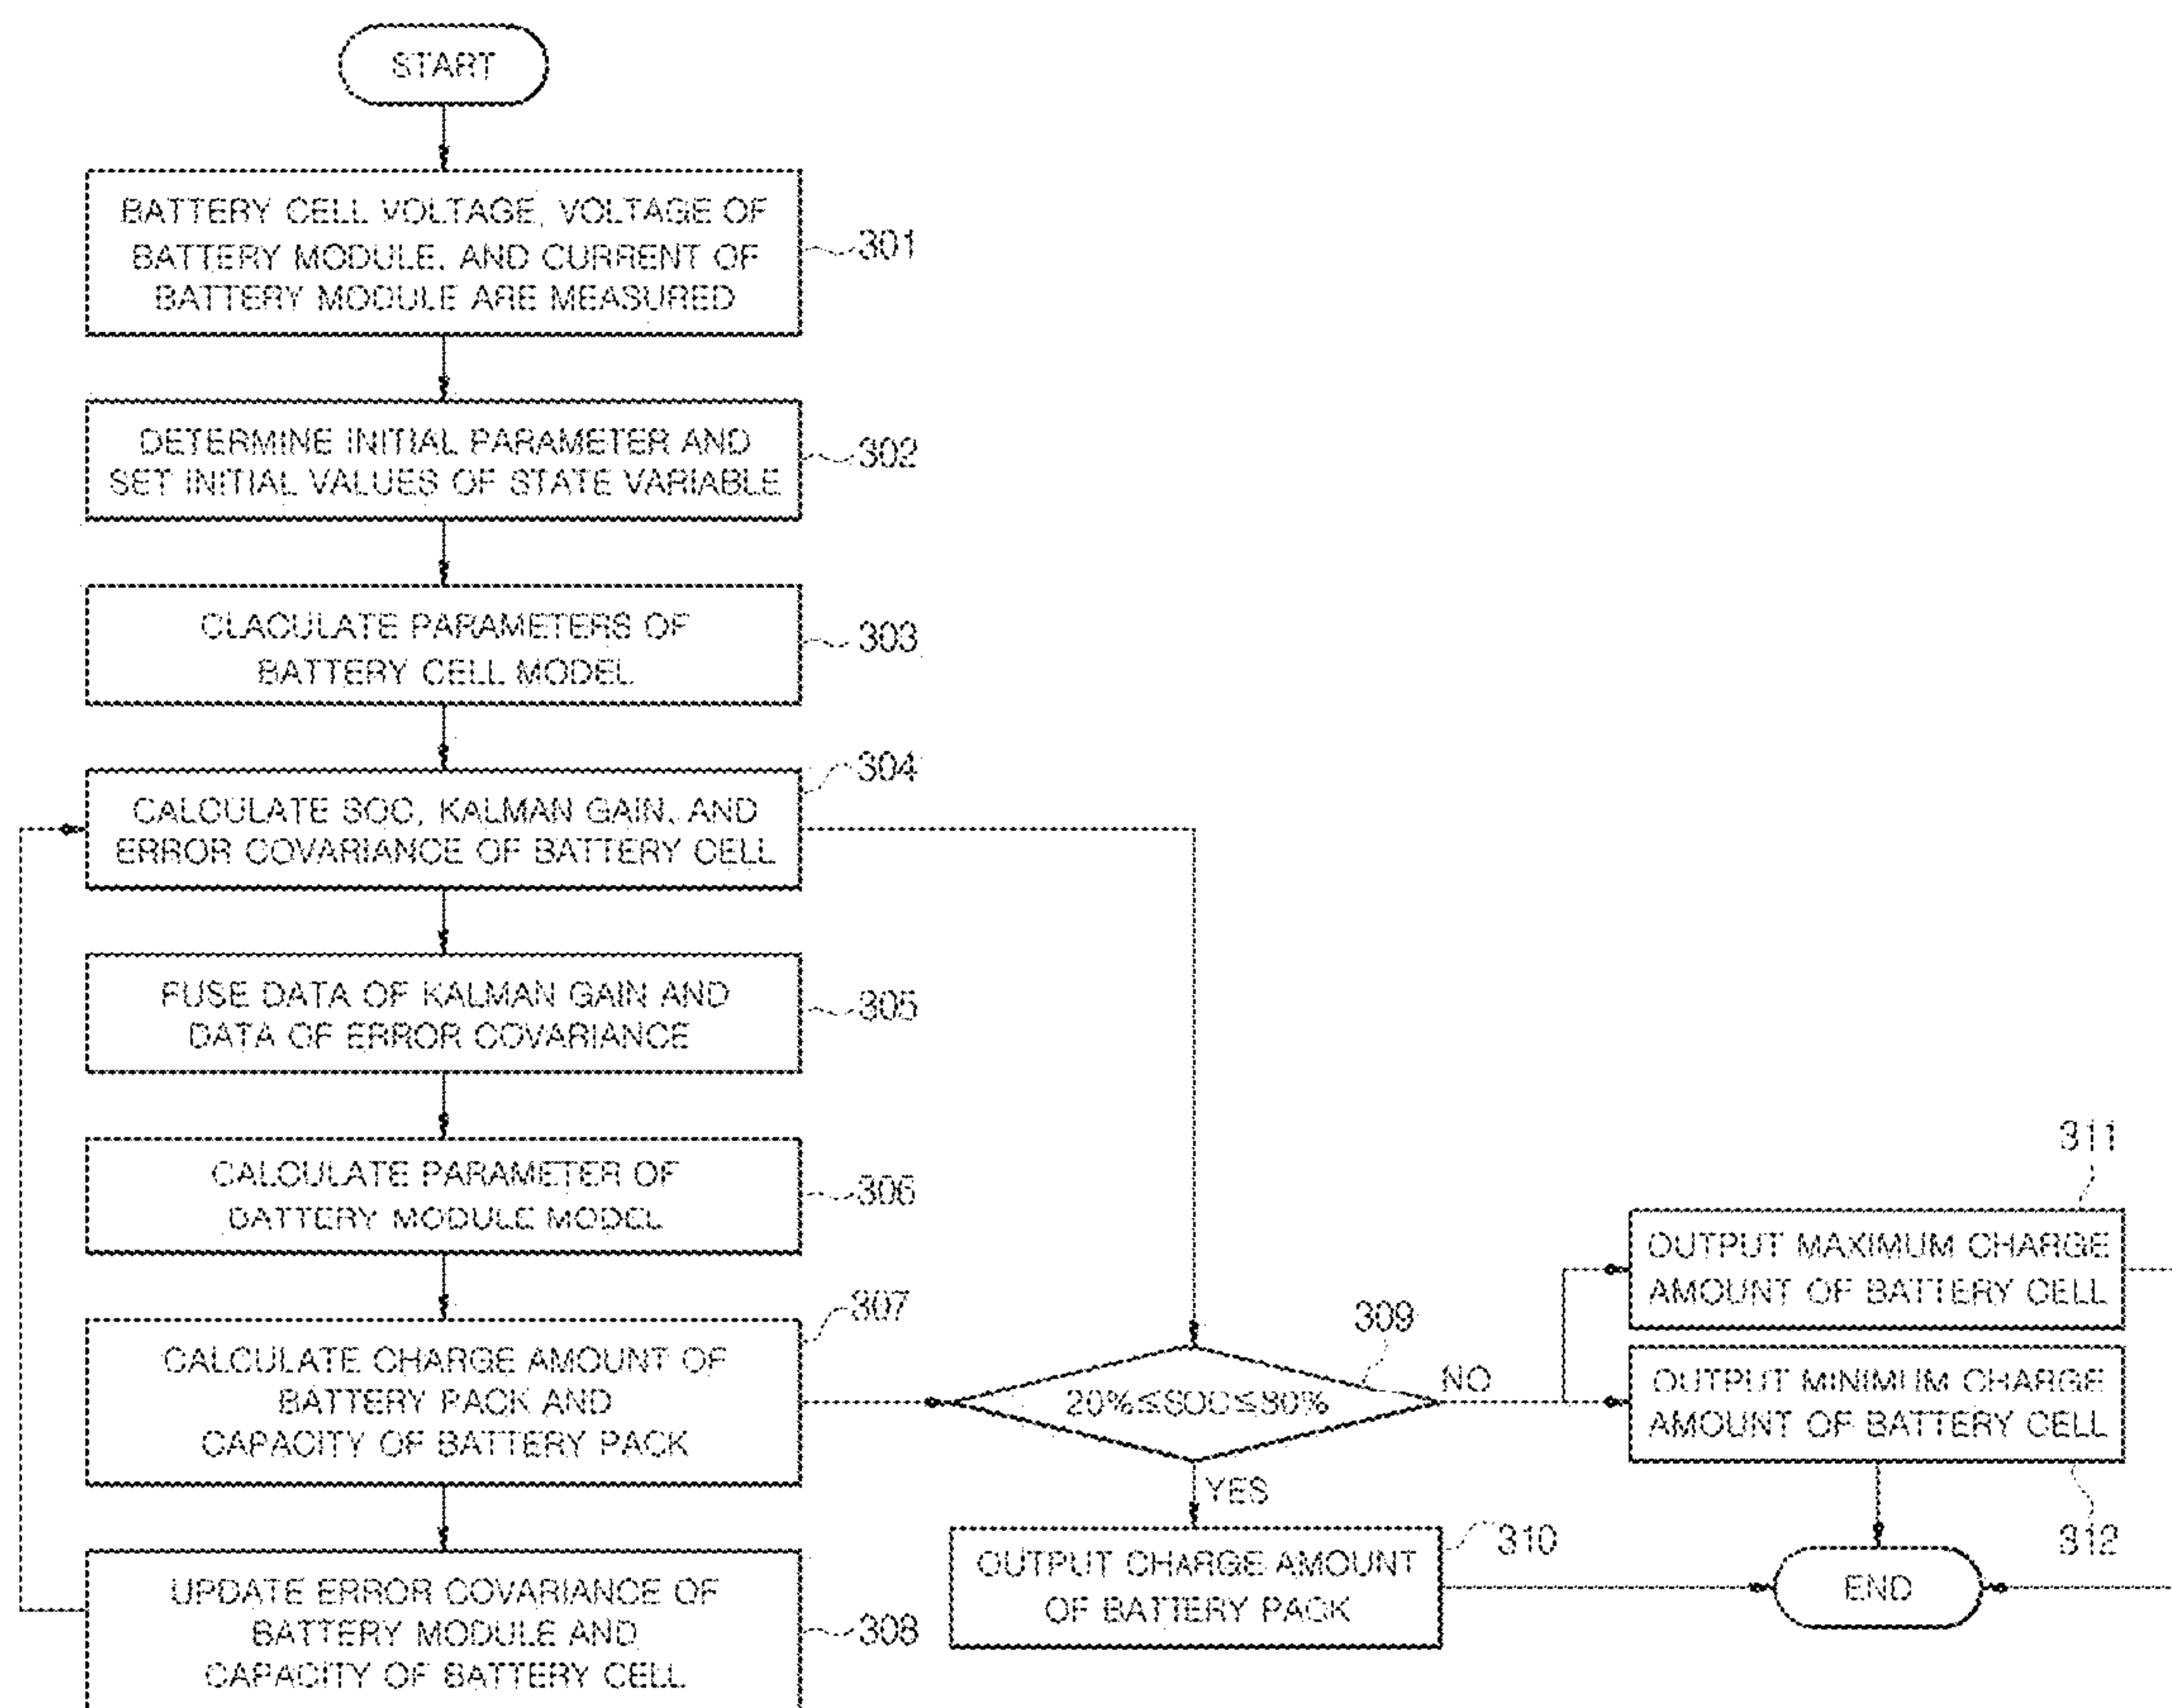 START
BATTERY CELL VOLTAGE, VOLTAGE OF
BATTERY MODULE, AND CURRENT OF
BATTERY MODULE ARE MEASURED
301
DETERMINE INITIAL PARAMETER AND
SET INITIAL VALUES OF STATE VARIABLE
302
CLACULATE PARAMETERS OF
BATTERY CELL MODEL
303
CALCULATE SOC, KALMAN GAIN, AND
ERROR COVARIANCE OF BATTERY CELL
304
FUSE DATA OF KALMAN GAIN AND
DATA OF ERROR COVARIANCE
305
CALCULATE PARAMETER OF
BATTERY MODULE MODEL
306
CALCULATE CHARGE AMOUNT OF
BATTERY PACK AND
CAPACITY OF BATTERY PACK
307
UPDATE ERROR COVARIANCE OF
BATTERY MODULE AND
CAPACITY OF BATTERY CELL
308
20%≤SOC≤80%
309
NO
YES
OUTPUT CHARGE AMOUNT
OF BATTERY PACK
310
311
OUTPUT MAXIMUM CHARGE
AMOUNT OF BATTERY CELL
OUTPUT MINIMUM CHARGE
AMOUNT OF BATTERY CELL
312
END